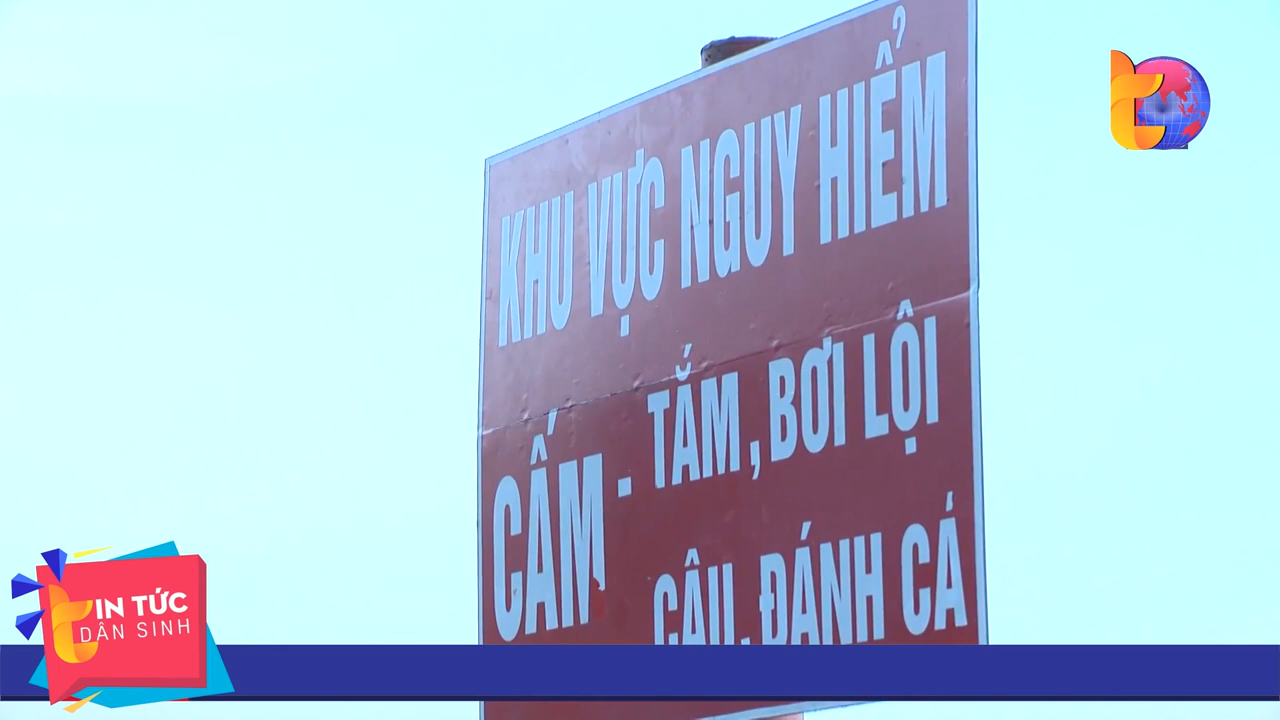 KHU VỰC NGUY HIỂM
CẤM - TẮM, BƠI LỘI
CÂU, ĐÁNH CÁ
TIN TỨC
DÂN SINH